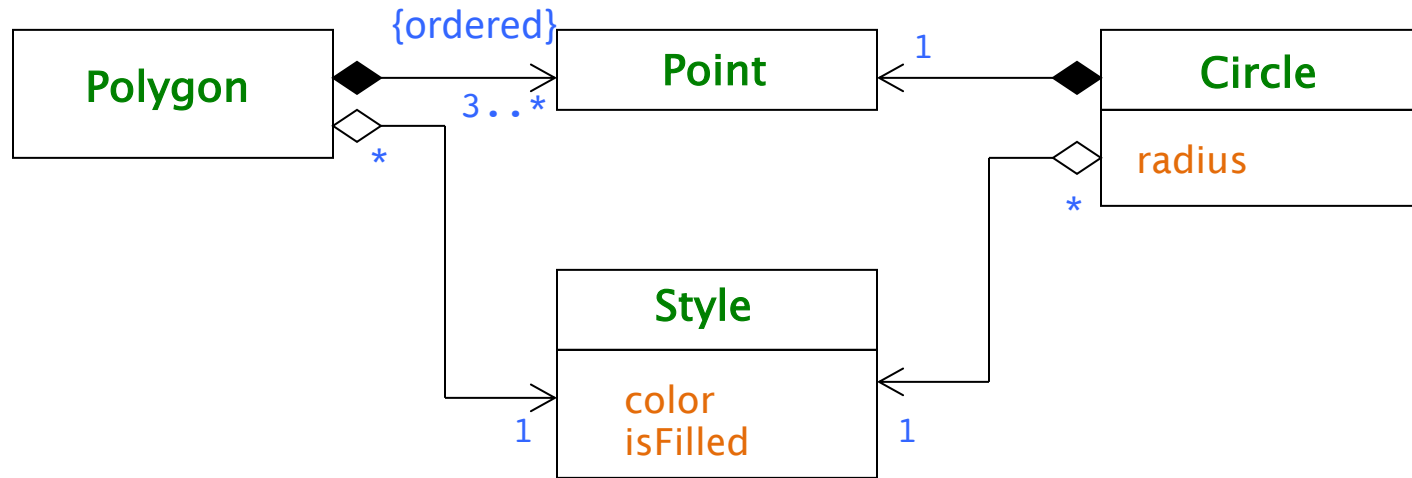 {ordered}
Polygon
3..*
*
Point
1
Circle
radius
*
Style
color
isFilled
1
1